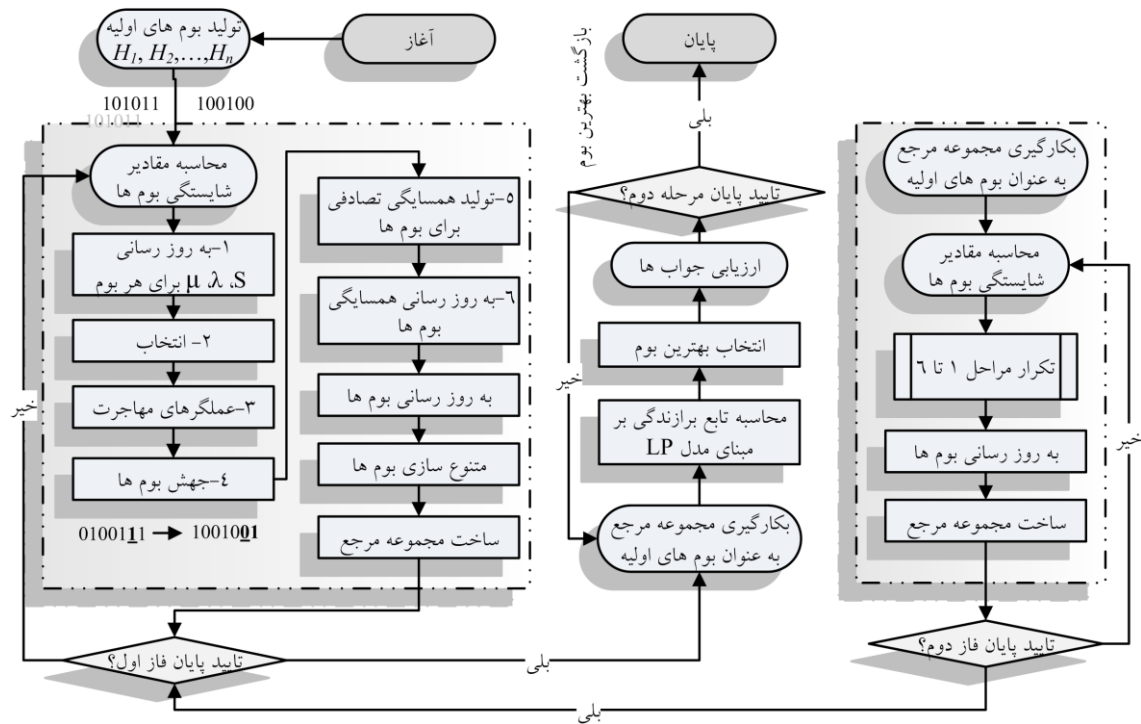 آغاز
تولید بوم های اولیه
H1, H2,…,Hn
101011
100100
101011
محاسبه مقادیر
شایستگی بوم ها
۱-به روز رسانی
S، λ، μ برای هر بوم
۲- انتخاب
۳-عملگرهای مهاجرت
٤-جهش بوم ها
0100111 → 1001001
٥-تولید همسایگی تصادفی
برای بوم ها
٦-به روز رسانی همسایگی
بوم ها
به روز رسانی بوم ها
متنوع سازی بوم ها
ساخت مجموعه مرجع
تایید پایان فاز اول؟
خیر
بلی
بکارگیری مجموعه مرجع
به عنوان بوم های اولیه
محاسبه تابع برازندگی بر
مبنای مدل LP
انتخاب بهترین بوم
ارزیابی جواب ها
تایید پایان مرحله دوم؟
خیر
بازگشت بهترین بوم
بلی
پایان
بکارگیری مجموعه مرجع
به عنوان بوم های اولیه
محاسبه مقادیر
شایستگی بوم ها
تکرار مراحل ۱ تا ٦
به روز رسانی بوم ها
ساخت مجموعه مرجع
تایید پایان فاز دوم؟
خیر
بلی